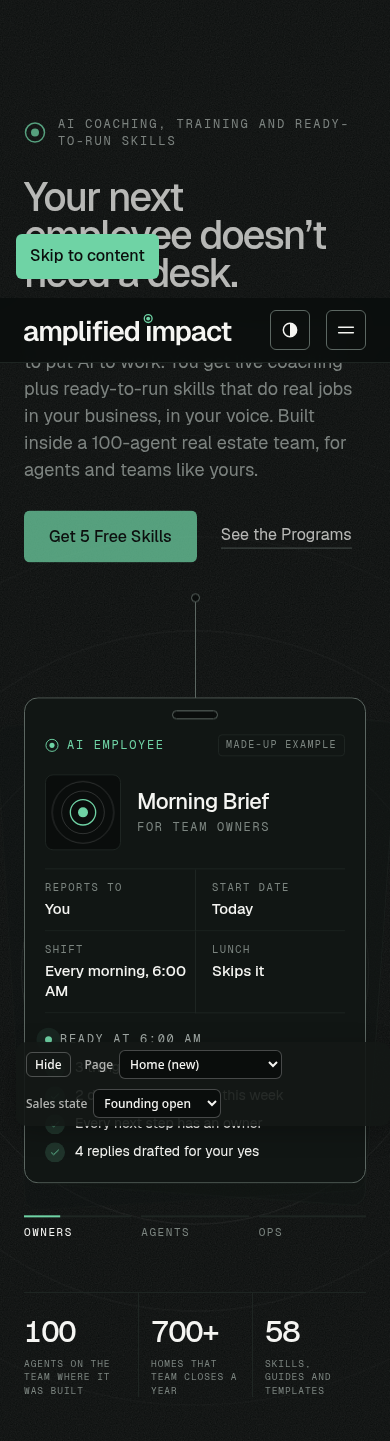 AI COACHING, TRAINING AND READY-
TO-RUN SKILLS
Your next
employee doesn't
need a desk.
Skip to content
amplified impact
to put AI to work. You get live coaching
plus ready-to-run skills that do real jobs
in your business, in your voice. Built
inside a 100-agent real estate team, for
agents and teams like yours.
Get 5 Free Skills
See the Programs
AI EMPLOYEE
MADE-UP EXAMPLE
Morning Brief
FOR TEAM OWNERS
REPORTS TO
You
START DATE
Today
SHIFT
Every morning, 6:00
AM
LUNCH
Skips it
READY AT 6:00 AM
Hide
Page
Home (new)
this week
Sales state
Founding open
Every next step has an owner
4 replies drafted for your yes
OWNERS
AGENTS
OPS
100
AGENTS ON THE
TEAM WHERE IT
WAS BUILT
700+
HOMES THAT
TEAM CLOSES A
YEAR
58
SKILLS,
GUIDES AND
TEMPLATES